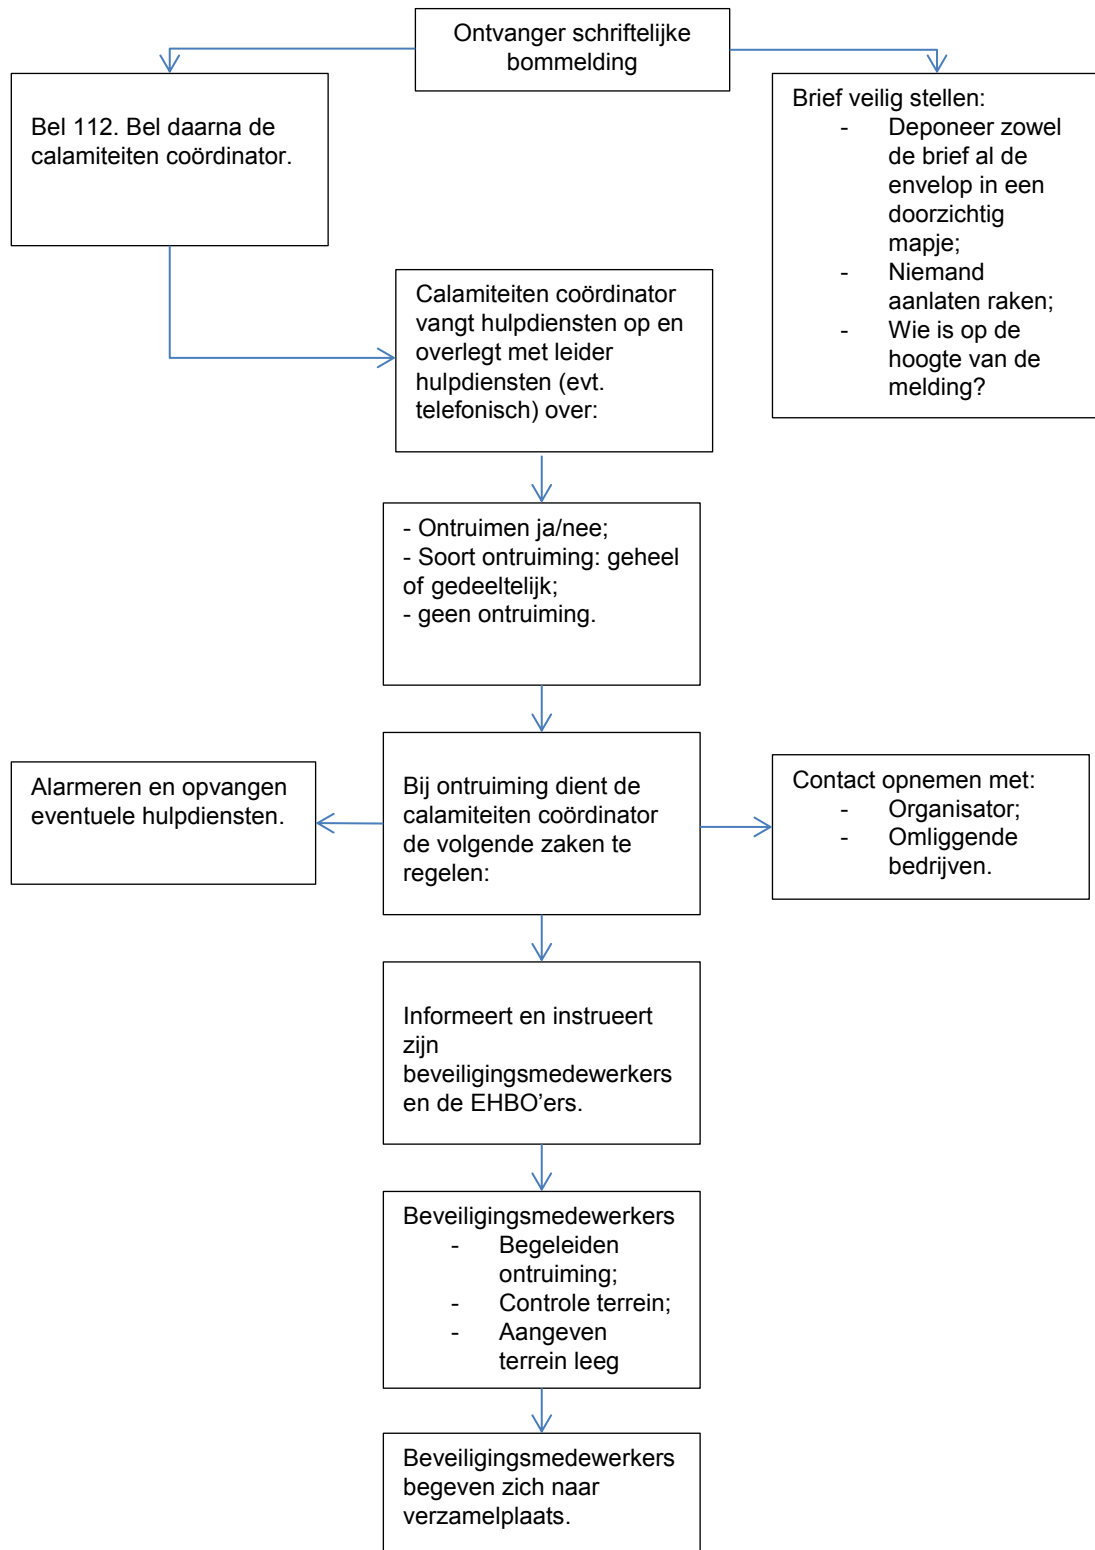 Ontvanger schriftelijke
bommelding
Bel 112. Bel daarna de
calamiteiten coördinator.
Brief veilig stellen:
- Deponeer zowel
de brief al de
envelop in een
doorzichtig
mapje;
- Niemand
aanlaten raken;
- Wie is op de
hoogte van de
melding?
Calamiteiten coördinator
vangt hulpdiensten op en
overlegt met leider
hulpdiensten (evt.
telefonisch) over:
- Ontruimen ja/nee;
- Soort ontruiming: geheel
of gedeeltelijk;
- geen ontruiming.
Alarmeren en opvangen
eventuele hulpdiensten.
Bij ontruiming dient de
calamiteiten coördinator
de volgende zaken te
regelen:
Contact opnemen met:
- Organisator;
- Omliggende
bedrijven.
Informeert en instrueert
zijn
beveiligingsmedewerkers
en de EHBO’ers.
Beveiligingsmedewerkers
- Begeleiden
ontruiming;
- Controle terrein;
- Aangeven
terrein leeg
Beveiligingsmedewerkers
begeven zich naar
verzamelplaats.